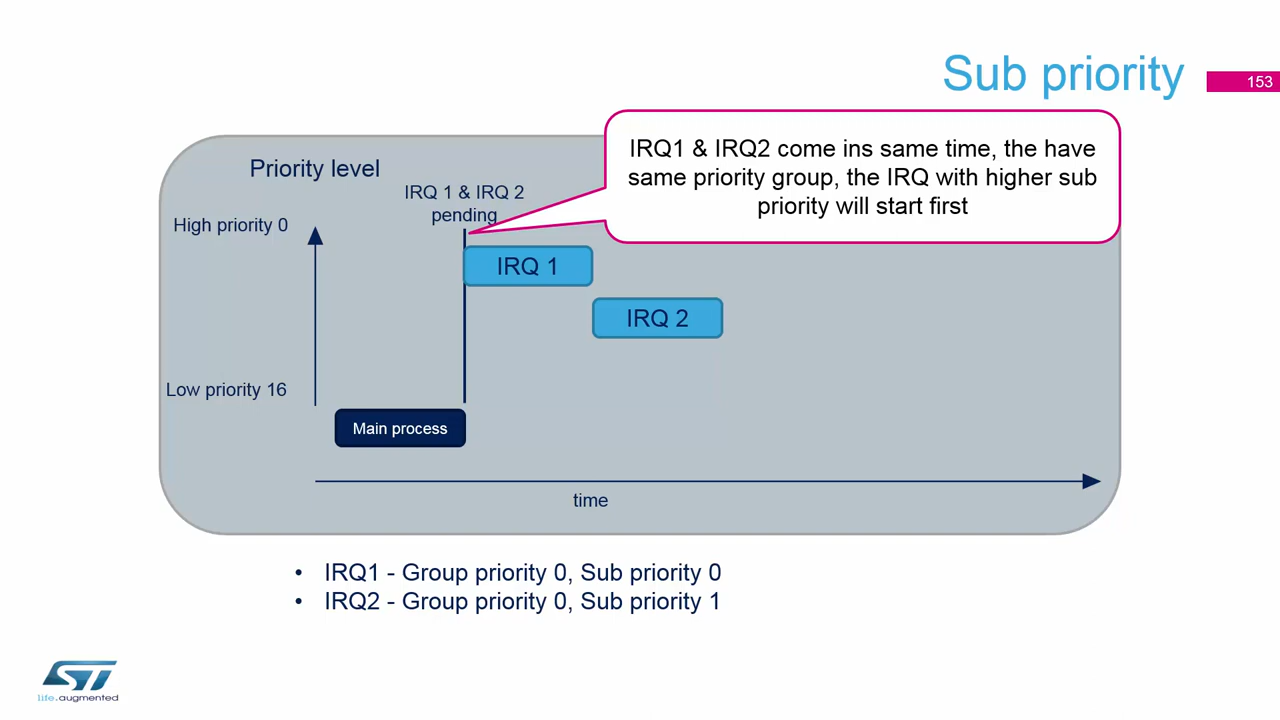 Sub priority
153
IRQ1 & IRQ2 come ins same time, the have
same priority group, the IRQ with higher sub
priority will start first
Priority level
IRQ 1 & IRQ 2
pending
High priority 0
IRQ 1
IRQ 2
Low priority 16
Main process
time
• IRQ1 - Group priority 0, Sub priority 0
• IRQ2 - Group priority 0, Sub priority 1
ST
life.augmented